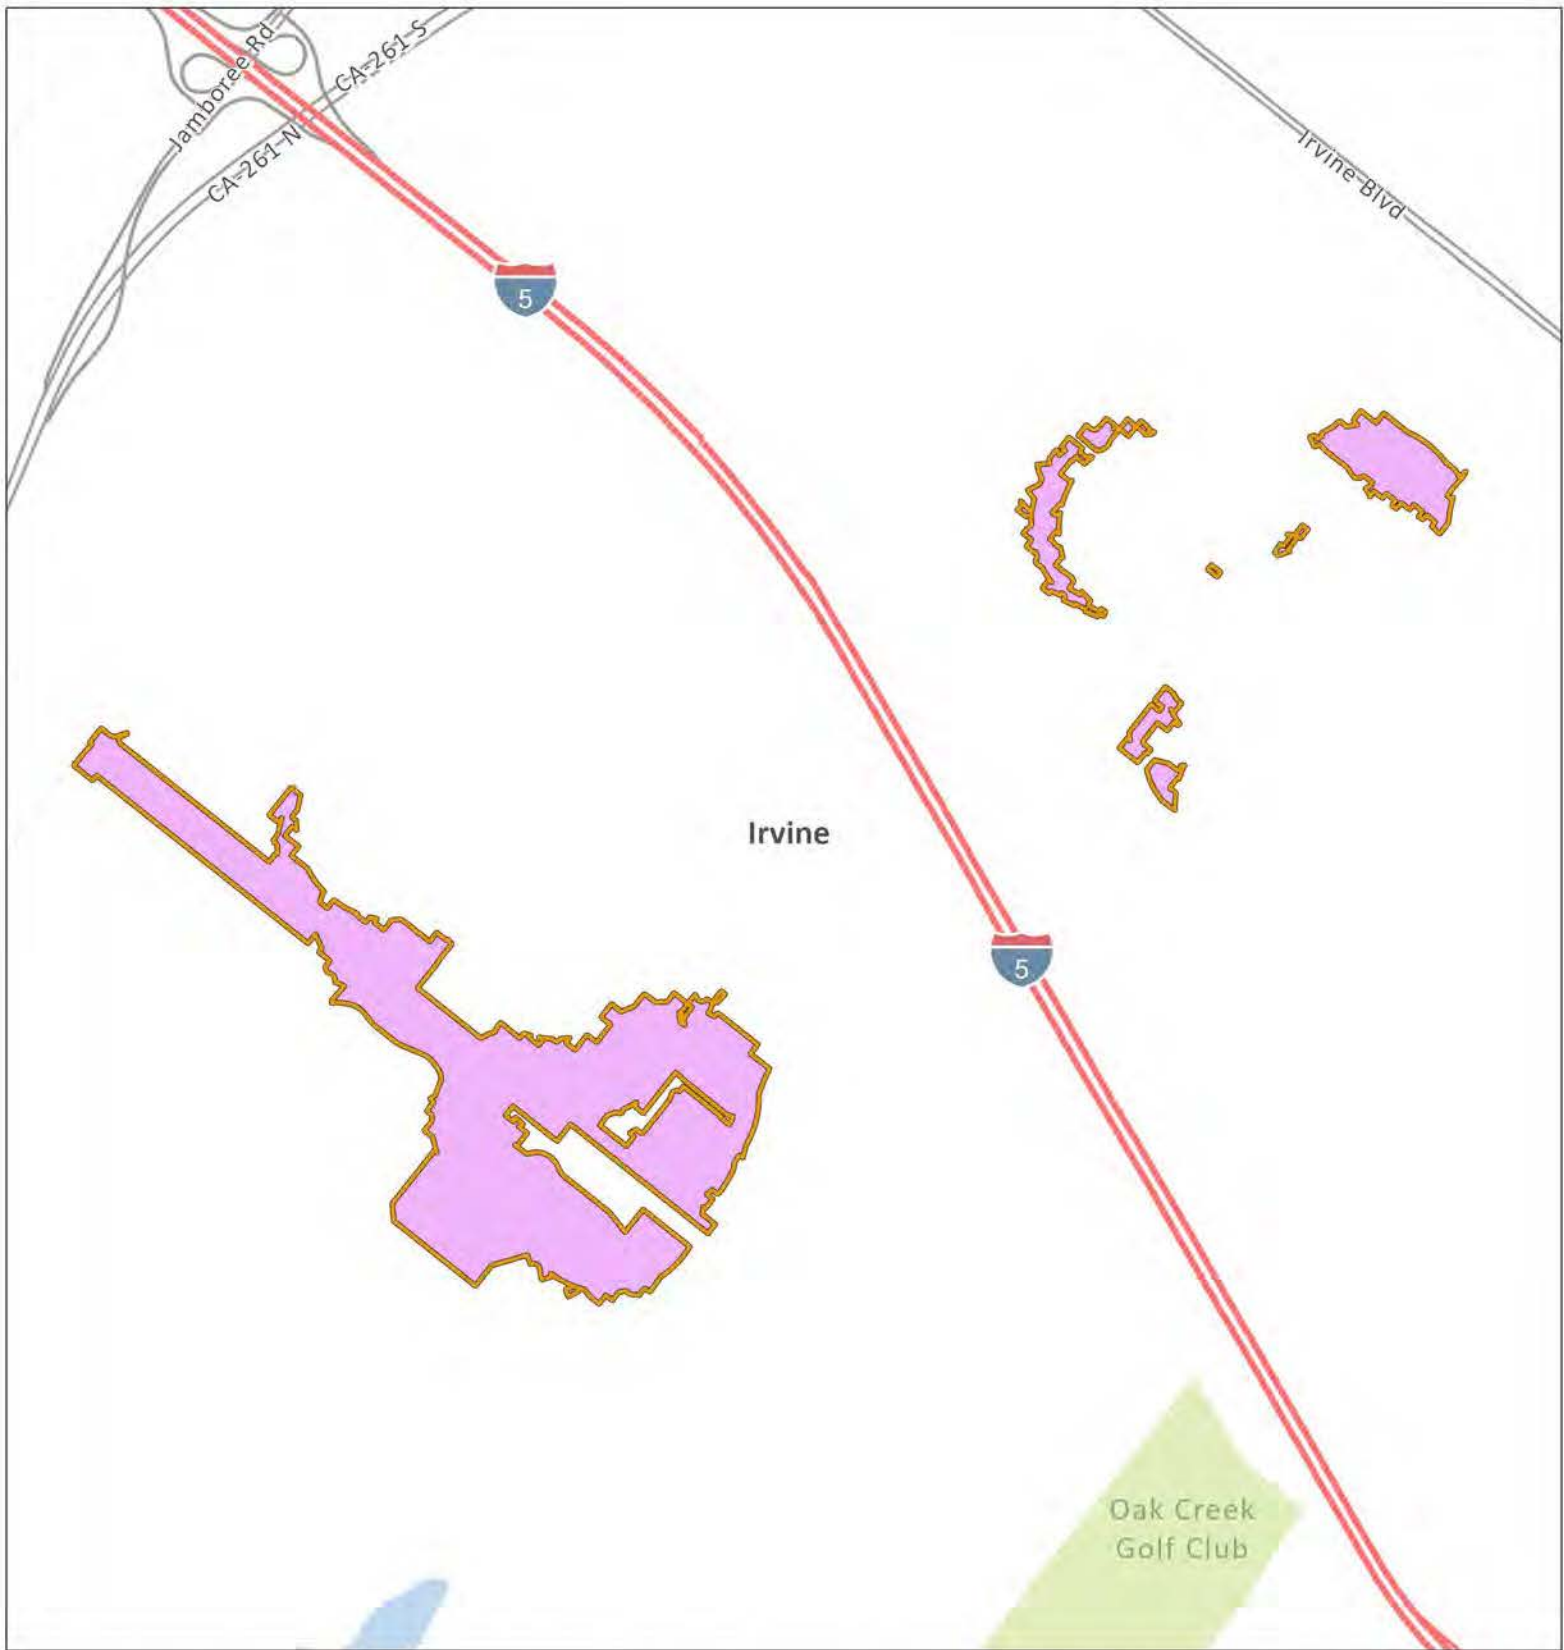 Jamboree Rd
CA-261 S
CA-261 N
Irvine Blvd
5
Irvine
5
Oak Creek
Golf Club